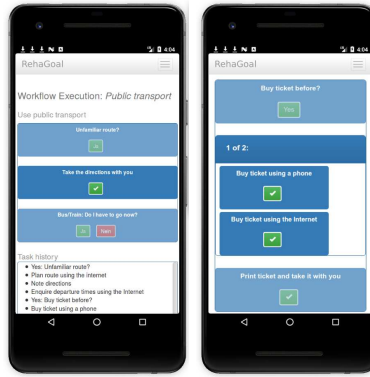 4:04
RehaGoal
Workflow Execution: Public transport
Use public transport
Unfamiliar route?
Ja
Take the directions with you
Bus/Train: Do I have to go now?
Ja Nein
Task history
Yes: Unfamiliar route?
Plan route using the internet
Note directions
Enquire departure times using the Internet
Yes: Buy ticket before?
Buy ticket using a phone
4:04
RehaGoal
Buy ticket before?
Yes
1 of 2:
Buy ticket using a phone
Buy ticket using the Internet
Print ticket and take it with you